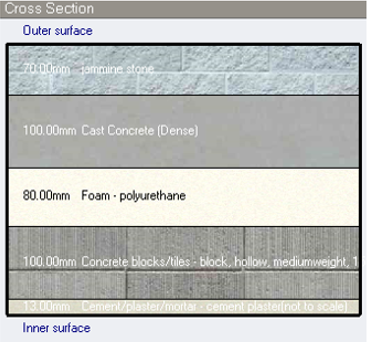 Cross Section
Outer surface
70.00mm jammine stone
100.00mm Cast Concrete (Dense)
80.00mm Foam - polyurethane
100.00mm Concrete blocks/tiles - block, hollow, mediumweight, 1
13.00mm Cement/plaster/mortar - cement plaster(not to scale)
Inner surface